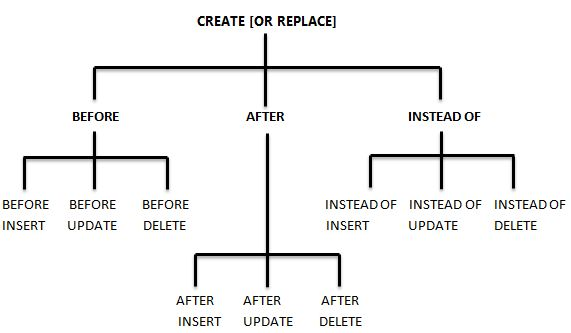 CREATE [OR REPLACE]
BEFORE
AFTER
INSTEAD OF
BEFORE
INSERT
BEFORE
UPDATE
BEFORE
DELETE
INSTEAD OF
INSERT
INSTEAD OF
UPDATE
INSTEAD OF
DELETE
AFTER
INSERT
AFTER
UPDATE
AFTER
DELETE